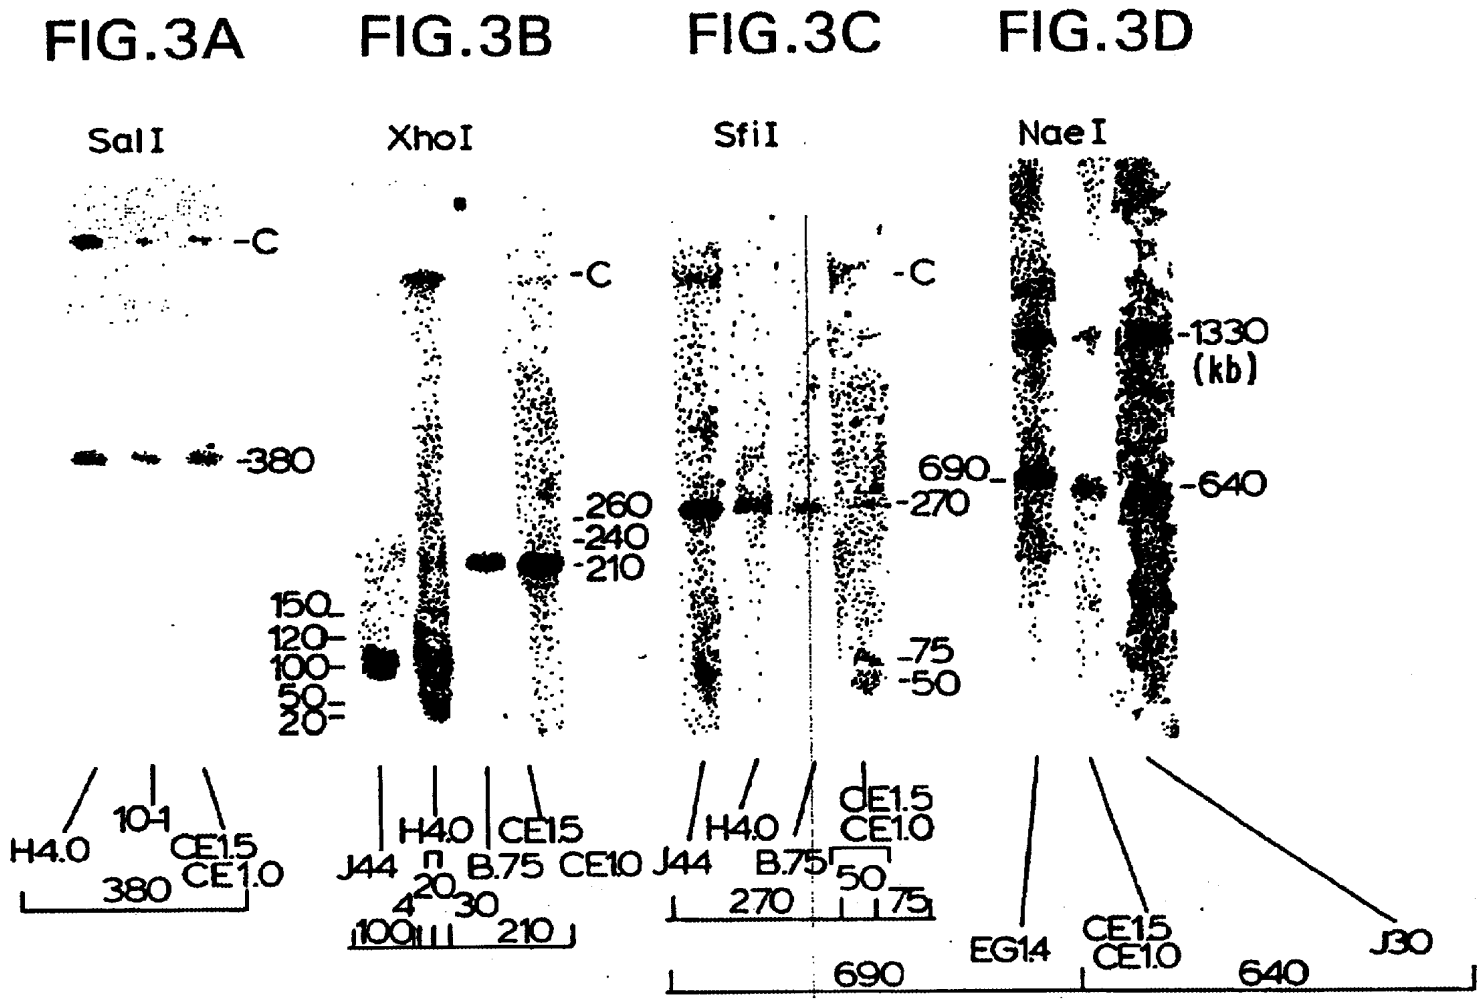 FIG.3A FIG.3B FIG.3C FIG.3D
SalI XhoI SfiI NaeI
-C
-380
-C
260
-240
-210
150
120-
100-
50
20=
-C
-270
-75
-50
-1330
(kb)
690-
-640
H4.0 10-1 CE1.5
CE1.0
380
J44 H4.0 B.75 CE1.5
CE1.0
20
4 30
100 210
J44 H4.0 B.75 CE1.5
CE1.0
50
270 75
EG1.4 CE1.5
CE1.0 J30
690 640